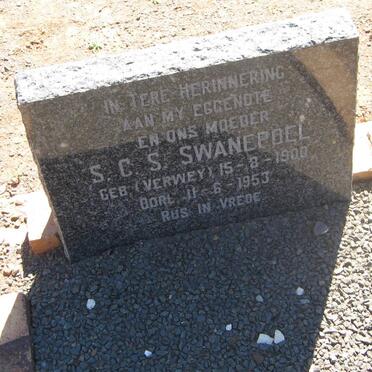 IN TERE HERINNERING
AAN MY EGGENOTE
EN ONS MOEDER
S. C. S. SWANEPOEL
GEB (VERWEY) 15-8-1900
OORL. 11-6-1953
RUS IN VREDE